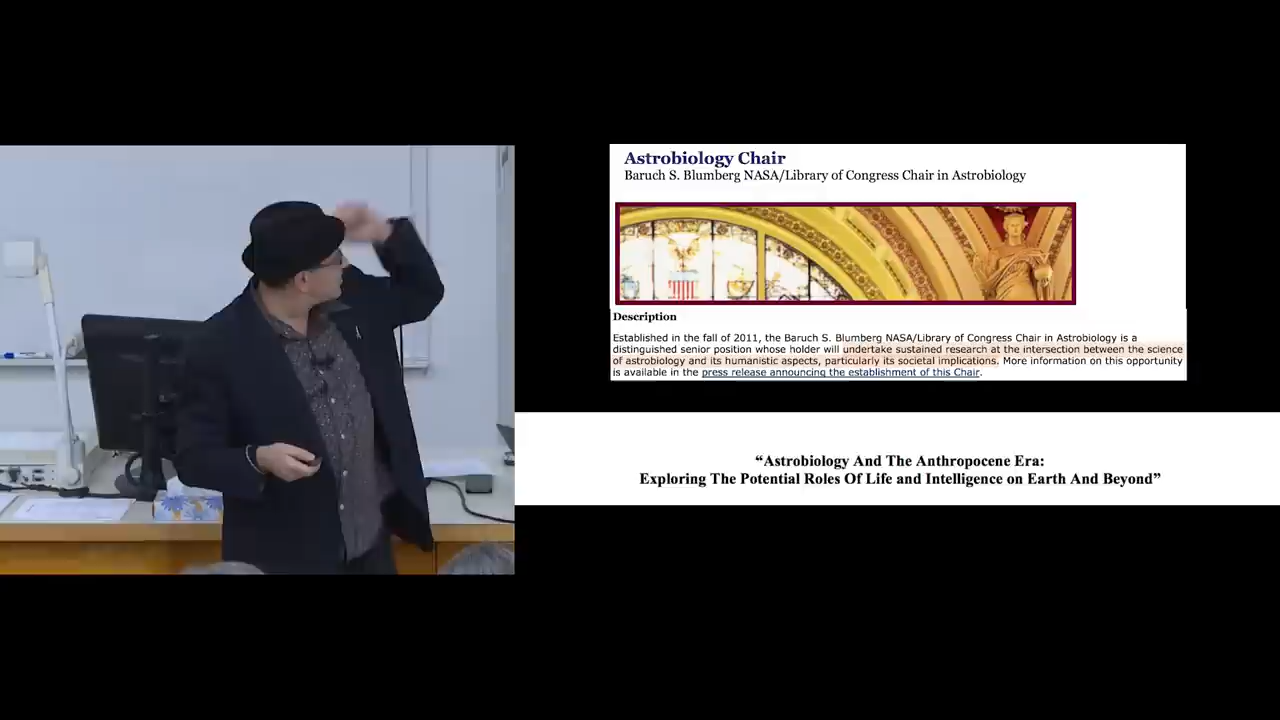 Astrobiology Chair
Baruch S. Blumberg NASA/Library of Congress Chair in Astrobiology
Description
Established in the fall of 2011, the Baruch S. Blumberg NASA/Library of Congress Chair in Astrobiology is a
distinguished senior position whose holder will undertake sustained research at the intersection between the science
of astrobiology and its humanistic aspects, particularly its societal implications. More information on this opportunity
is available in the press release announcing the establishment of this Chair.
“Astrobiology And The Anthropocene Era:
Exploring The Potential Roles Of Life and Intelligence on Earth And Beyond”